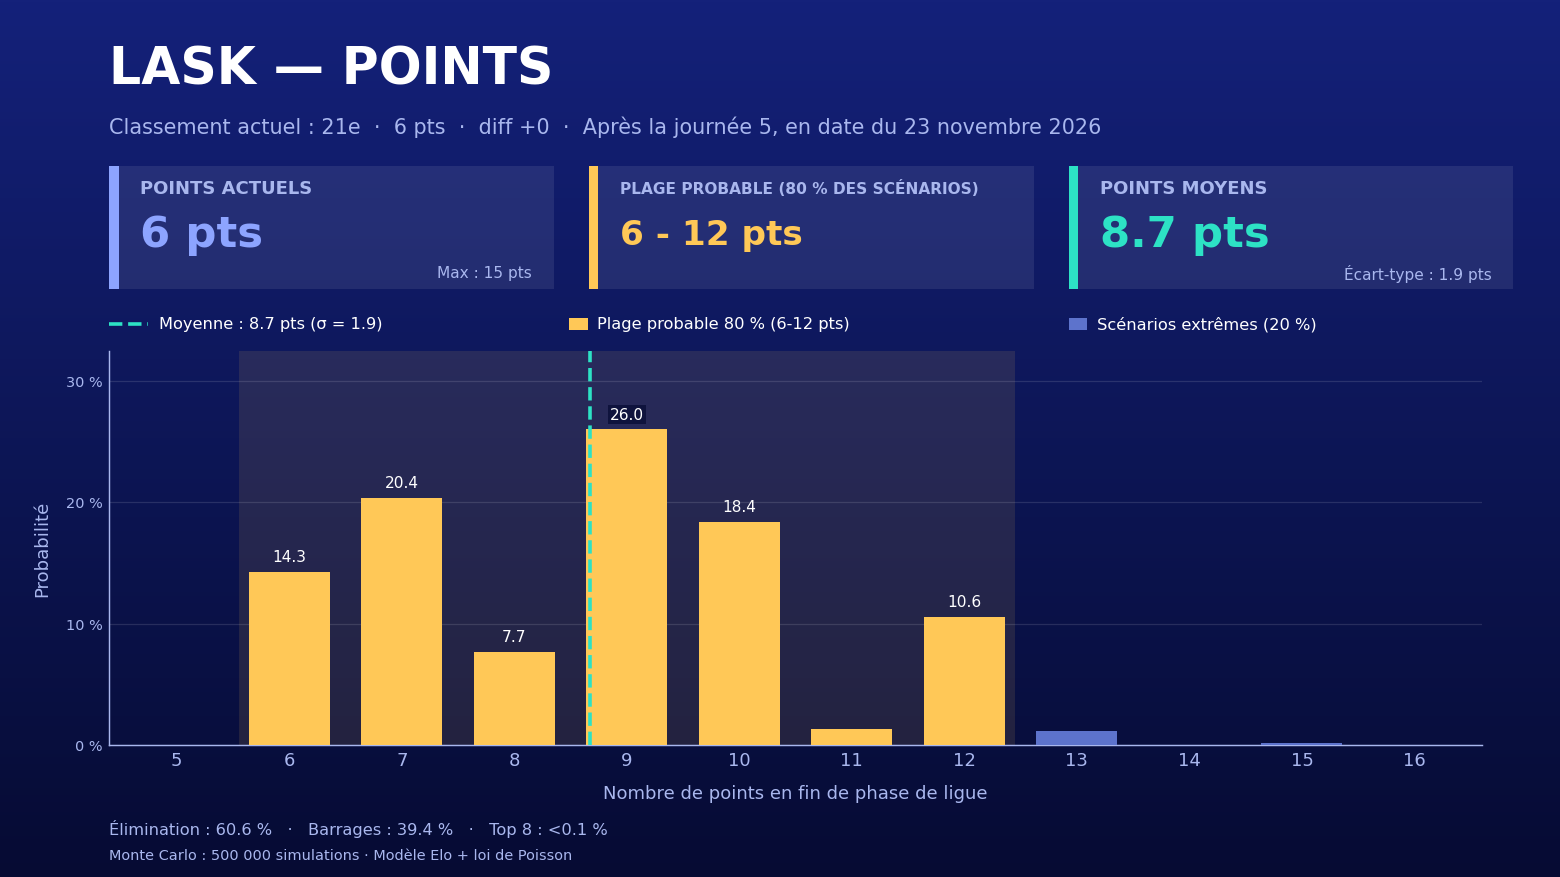 LASK — POINTS
Classement actuel : 21e · 6 pts · diff +0 · Après la journée 5, en date du 23 novembre 2026
POINTS ACTUELS
6 pts
Max : 15 pts
PLAGE PROBABLE (80 % DES SCÉNARIOS)
6 - 12 pts
POINTS MOYENS
8.7 pts
Écart-type : 1.9 pts
Moyenne : 8.7 pts (σ = 1.9)
Plage probable 80 % (6-12 pts)
Scénarios extrêmes (20 %)
Probabilité
30 %
20 %
10 %
0 %
14.3
20.4
7.7
26.0
18.4
10.6
5 6 7 8 9 10 11 12 13 14 15 16
Nombre de points en fin de phase de ligue
Élimination : 60.6 % · Barrages : 39.4 % · Top 8 : <0.1 %
Monte Carlo : 500 000 simulations · Modèle Elo + loi de Poisson